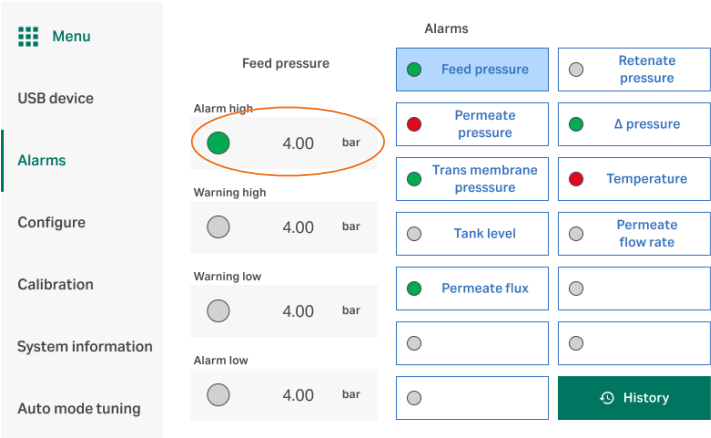 Menu
USB device
Alarms
Configure
Calibration
System information
Auto mode tuning
Feed pressure
Alarm high
4.00 bar
Warning high
4.00 bar
Warning low
4.00 bar
Alarm low
4.00 bar
Alarms
Feed pressure
Retenate
pressure
Permeate
pressure
Δ pressure
Trans membrane
presssure
Temperature
Tank level
Permeate
flow rate
Permeate flux
History